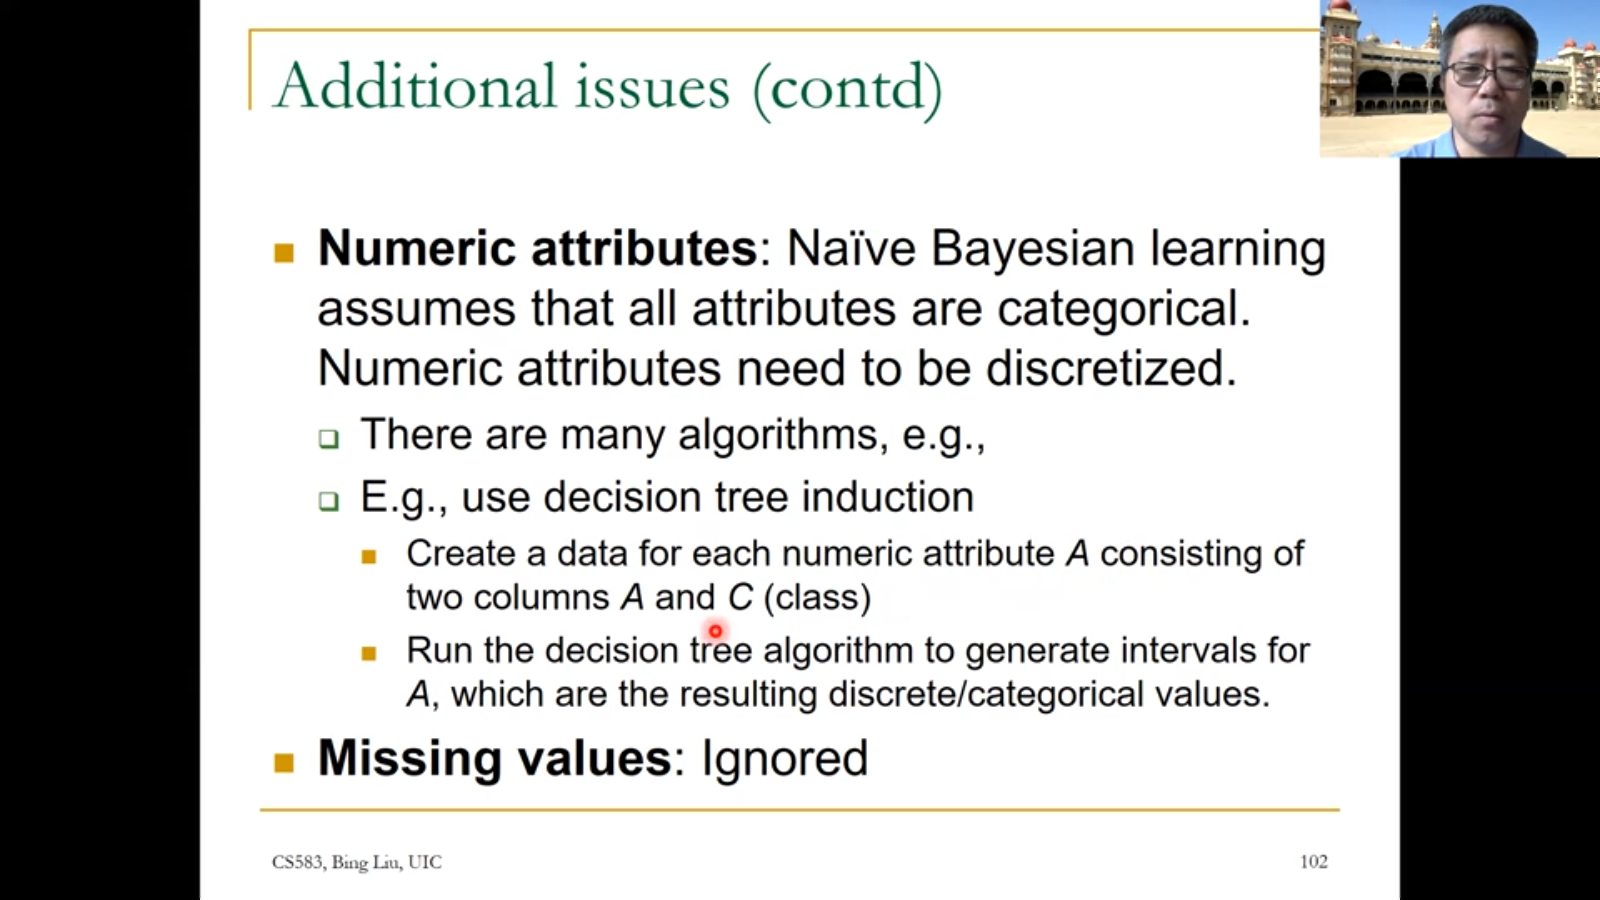 Additional issues (contd)
Numeric attributes: Naïve Bayesian learning
assumes that all attributes are categorical.
Numeric attributes need to be discretized.
There are many algorithms, e.g.,
E.g., use decision tree induction
Create a data for each numeric attribute A consisting of
two columns A and C (class)
Run the decision tree algorithm to generate intervals for
A, which are the resulting discrete/categorical values.
Missing values: Ignored
CS583, Bing Liu, UIC
102